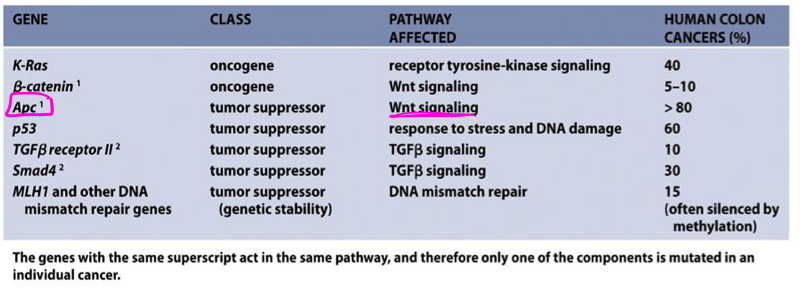 GENE CLASS PATHWAY AFFECTED HUMAN COLON CANCERS (%)
K-Ras oncogene receptor tyrosine-kinase signaling 40
β-catenin ¹ oncogene Wnt signaling 5–10
Apc ¹ tumor suppressor Wnt signaling > 80
p53 tumor suppressor response to stress and DNA damage 60
TGFβ receptor II ² tumor suppressor TGFβ signaling 10
Smad4 ² tumor suppressor TGFβ signaling 30
MLH1 and other DNA tumor suppressor DNA mismatch repair 15
mismatch repair genes (genetic stability) (often silenced by
methylation)
The genes with the same superscript act in the same pathway, and therefore only one of the components is mutated in an
individual cancer.